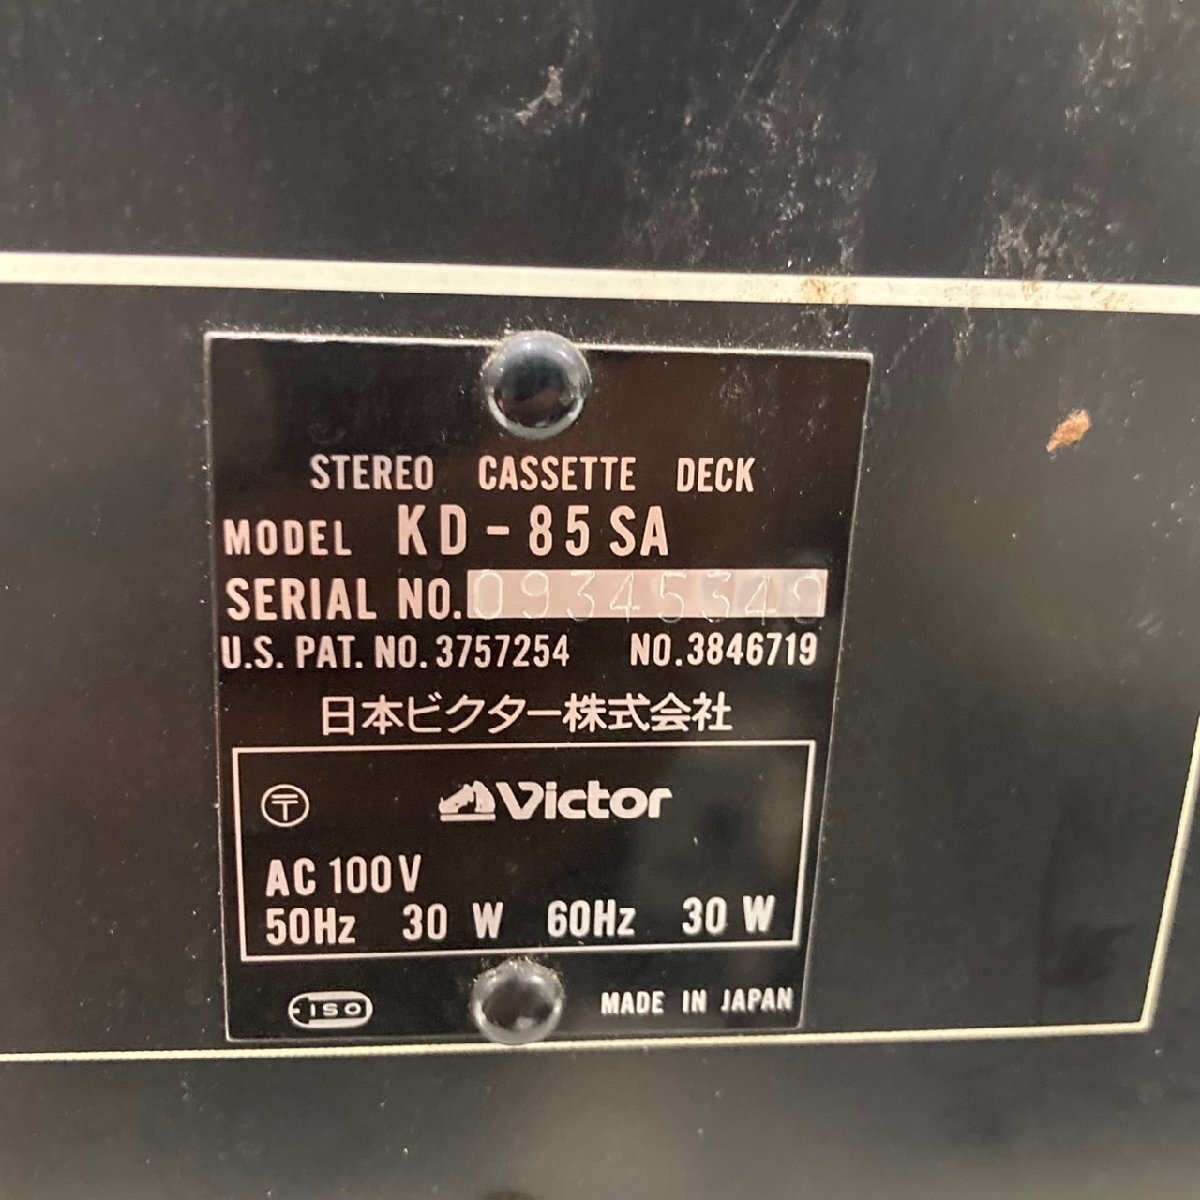 STEREO CASSETTE DECK
MODEL KD-85SA
SERIAL NO. 09345349
U.S. PAT. NO. 3757254 NO. 3846719
日本ビクター株式会社
〒 Victor
AC 100V
50Hz 30 W 60Hz 30 W
ISO MADE IN JAPAN